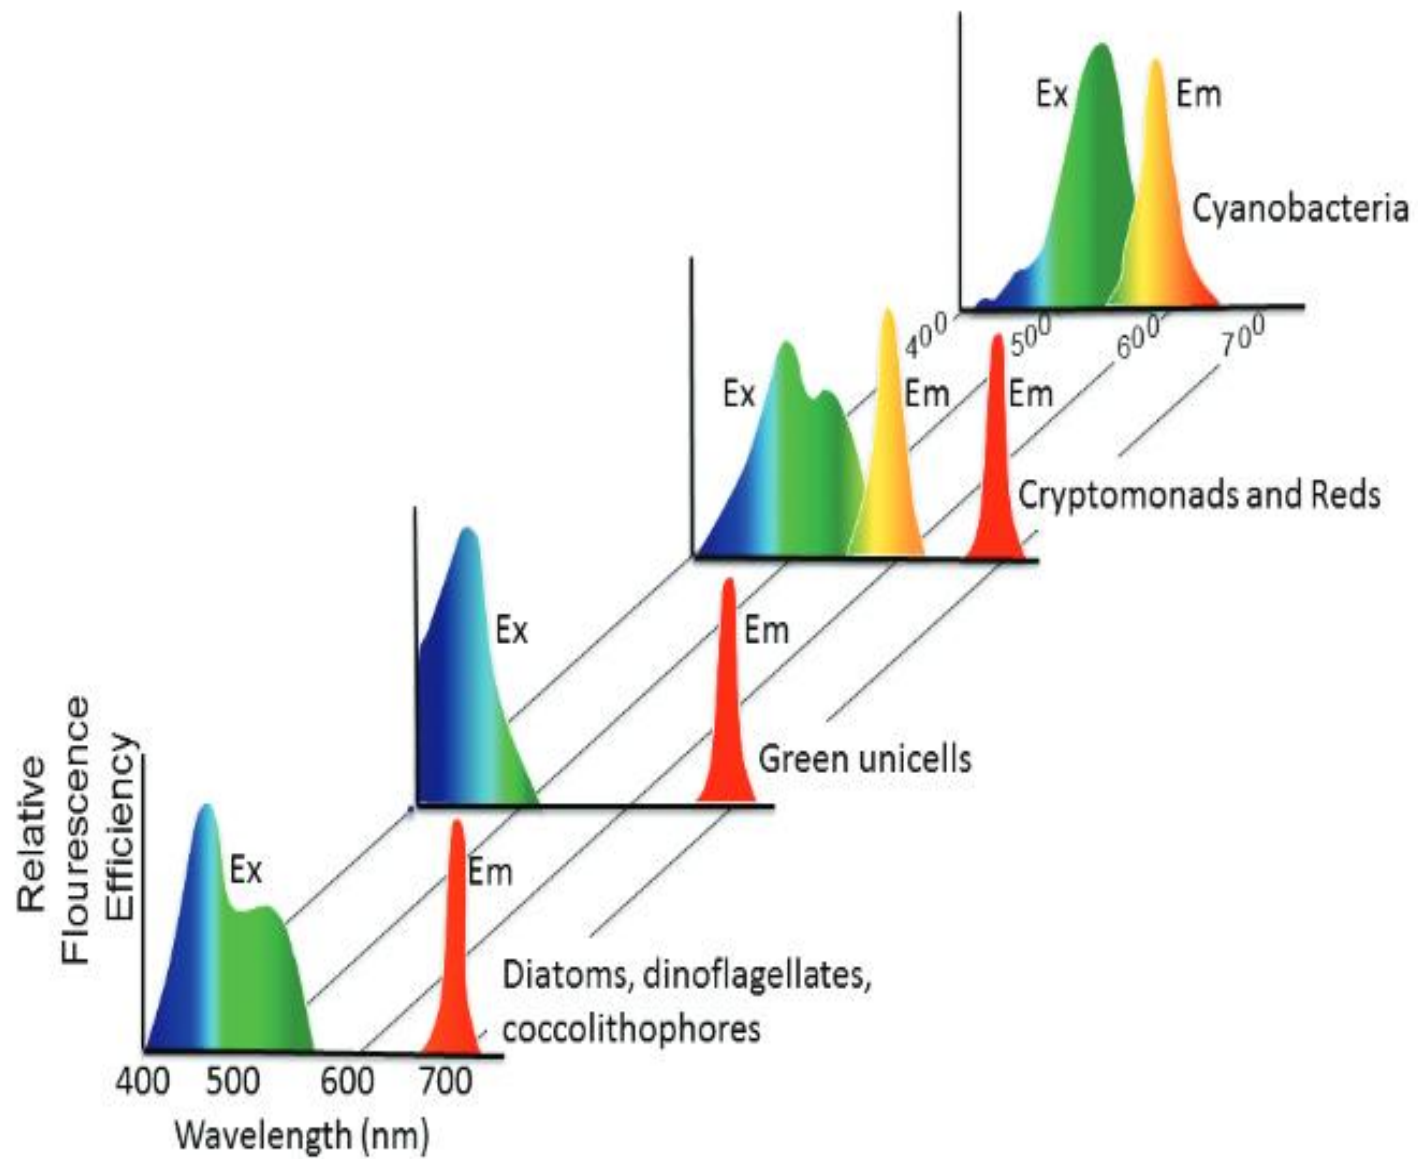 Ex
Em
Cyanobacteria
400
500
600
700
Ex
Em
Em
Cryptomonads and Reds
Ex
Em
Green unicells
Relative
Flourescence
Efficiency
Ex
Em
Diatoms, dinoflagellates,
coccolithophores
400 500 600 700
Wavelength (nm)